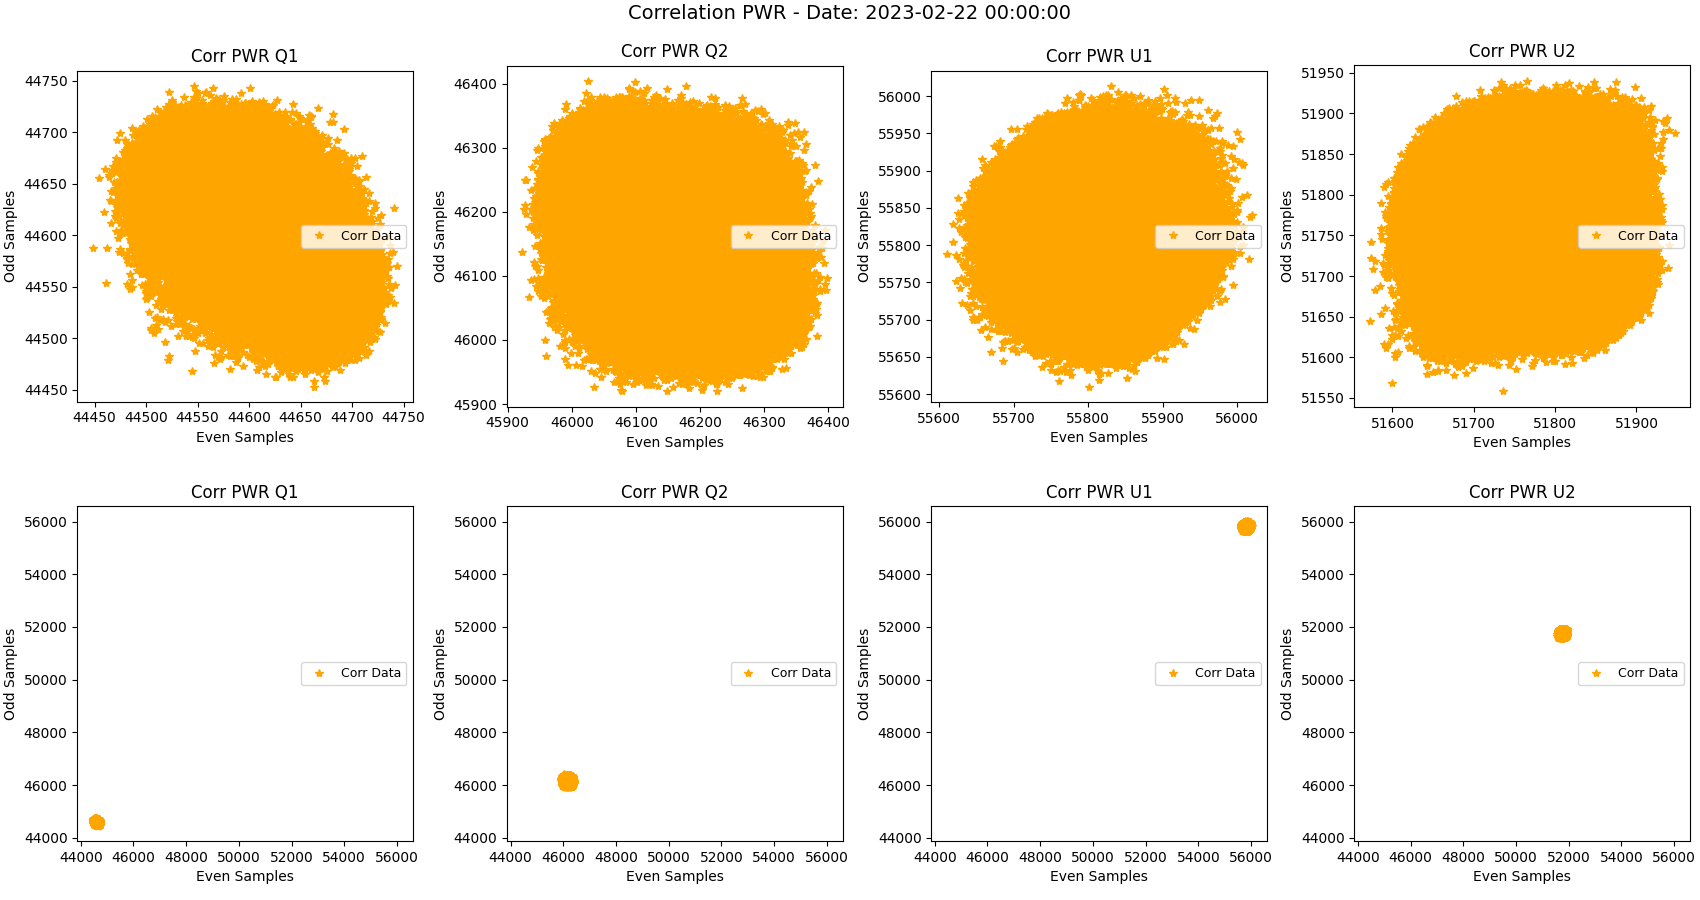 Correlation PWR - Date: 2023-02-22 00:00:00
Corr PWR Q1
Corr PWR Q2
Corr PWR U1
Corr PWR U2
44750
44700
44650
44600
44550
44500
44450
Odd Samples
Corr Data
44450 44500 44550 44600 44650 44700 44750
Even Samples
46400
46300
46200
46100
46000
45900
Odd Samples
Corr Data
45900 46000 46100 46200 46300 46400
Even Samples
56000
55950
55900
55850
55800
55750
55700
55650
55600
Odd Samples
Corr Data
55600 55700 55800 55900 56000
Even Samples
51950
51900
51850
51800
51750
51700
51650
51600
51550
Odd Samples
Corr Data
51600 51700 51800 51900
Even Samples
Corr PWR Q1
Corr PWR Q2
Corr PWR U1
Corr PWR U2
56000
54000
52000
50000
48000
46000
44000
Odd Samples
Corr Data
44000 46000 48000 50000 52000 54000 56000
Even Samples
56000
54000
52000
50000
48000
46000
44000
Odd Samples
Corr Data
44000 46000 48000 50000 52000 54000 56000
Even Samples
56000
54000
52000
50000
48000
46000
44000
Odd Samples
Corr Data
44000 46000 48000 50000 52000 54000 56000
Even Samples
56000
54000
52000
50000
48000
46000
44000
Odd Samples
Corr Data
44000 46000 48000 50000 52000 54000 56000
Even Samples